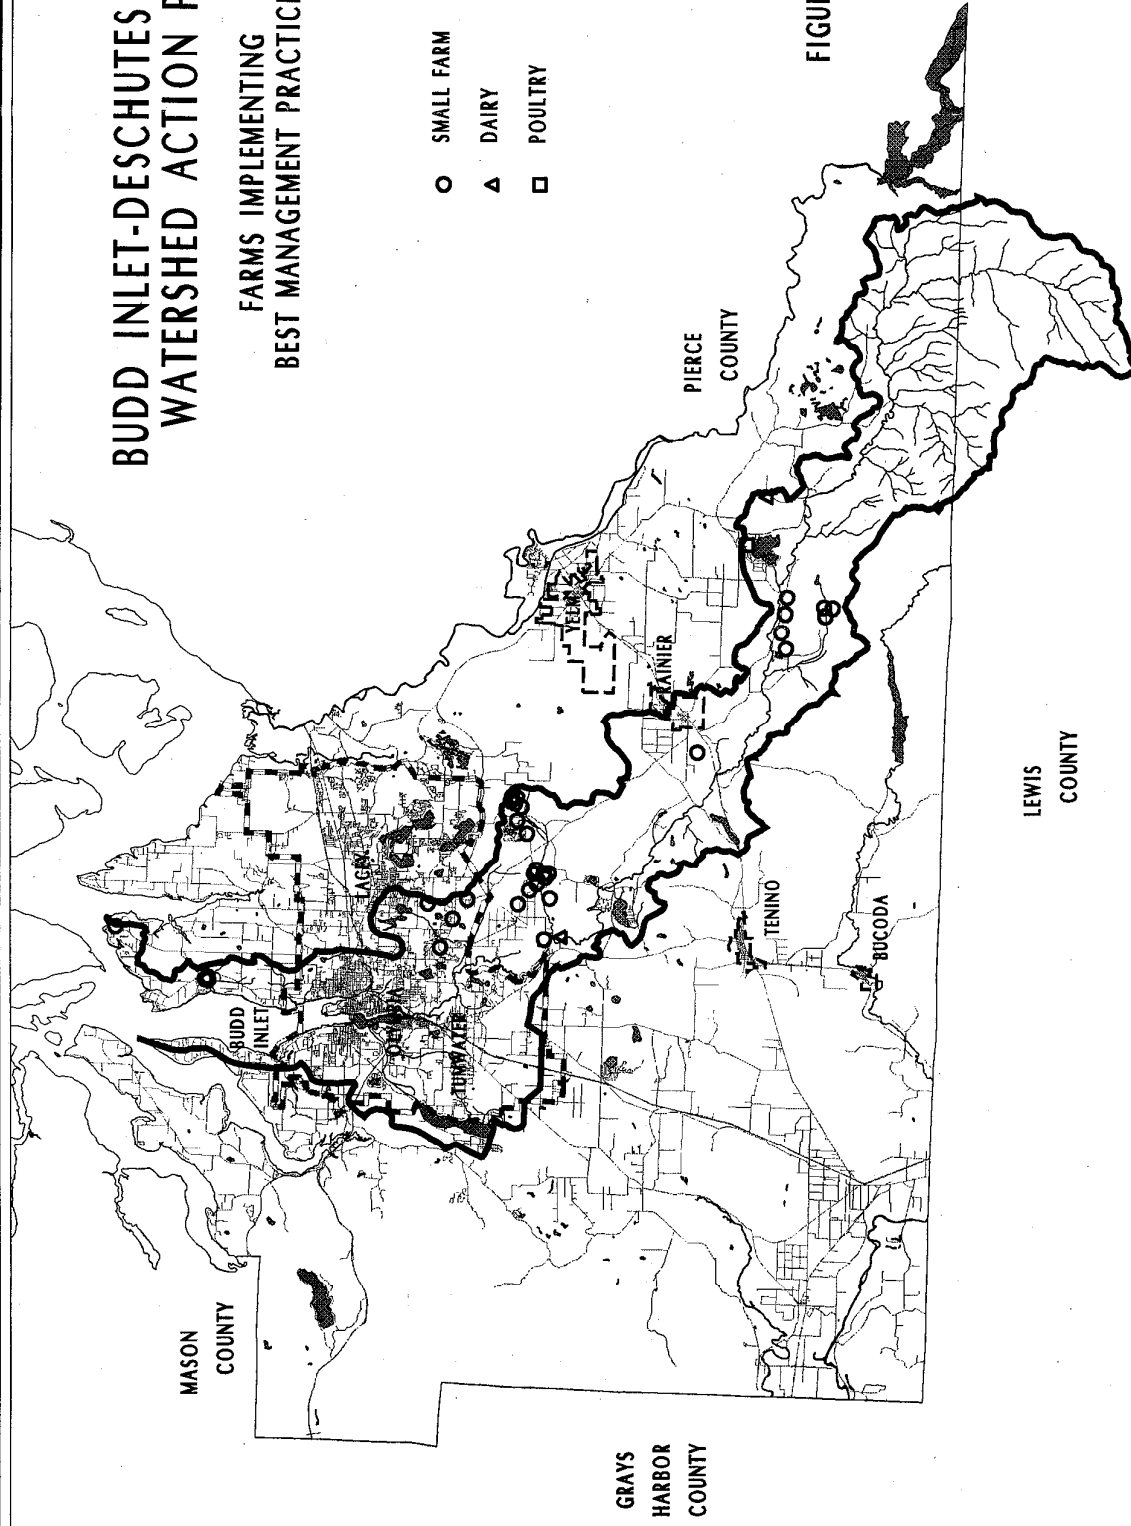 BUDD INLET-DESCHUTES
WATERSHED ACTION
FARMS IMPLEMENTING
BEST MANAGEMENT PRACTIC
SMALL FARM
DAIRY
POULTRY
FIGU
PIERCE
COUNTY
YELM
RAINIER
LACEY
BUDD
INLET
OLYMPIA
TUMWATER
TENINO
BUCODA
LEWIS
COUNTY
MASON
COUNTY
GRAYS
HARBOR
COUNTY